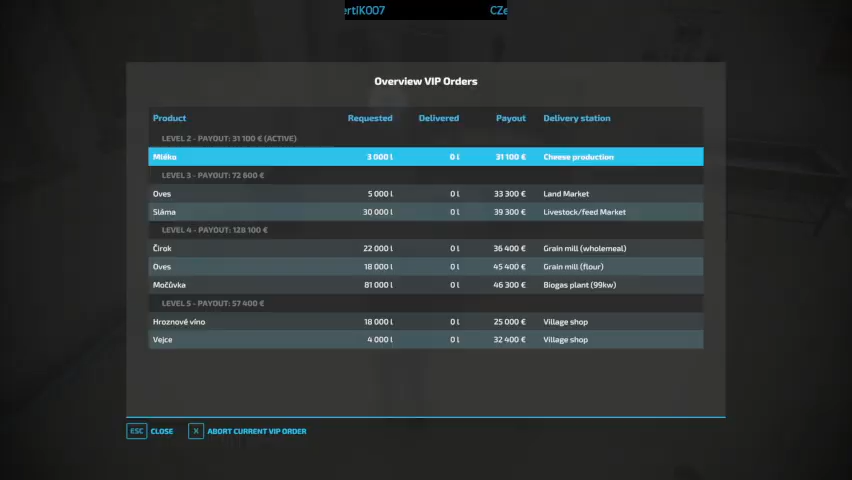 ertiK007 CZe
Overview VIP Orders
Product Requested Delivered Payout Delivery station
LEVEL 2 - PAYOUT: 31 100 € (ACTIVE)
Mléko 3 000 l 0 l 31 100 € Cheese production
LEVEL 3 - PAYOUT: 72 600 €
Oves 5 000 l 0 l 33 300 € Land Market
Sláma 30 000 l 0 l 39 300 € Livestock/feed Market
LEVEL 4 - PAYOUT: 128 100 €
Čirok 22 000 l 0 l 36 400 € Grain mill (wholemeal)
Oves 18 000 l 0 l 45 400 € Grain mill (flour)
Močůvka 81 000 l 0 l 46 300 € Biogas plant (99kw)
LEVEL 5 - PAYOUT: 57 400 €
Hroznové víno 18 000 l 0 l 25 000 € Village shop
Vejce 4 000 l 0 l 32 400 € Village shop
ESC CLOSE X ABORT CURRENT VIP ORDER